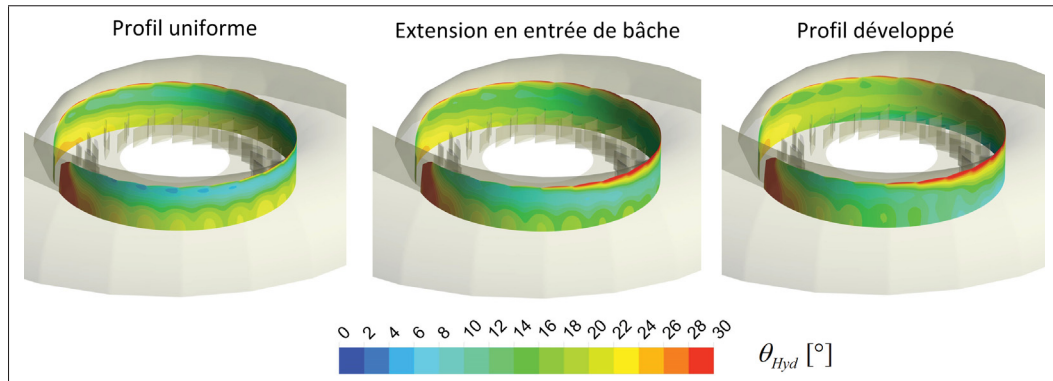 Profil uniforme
Extension en entrée de bâche
Profil développé
0 2 4 6 8 10 12 14 16 18 20 22 24 26 28 30
θHyd [°]